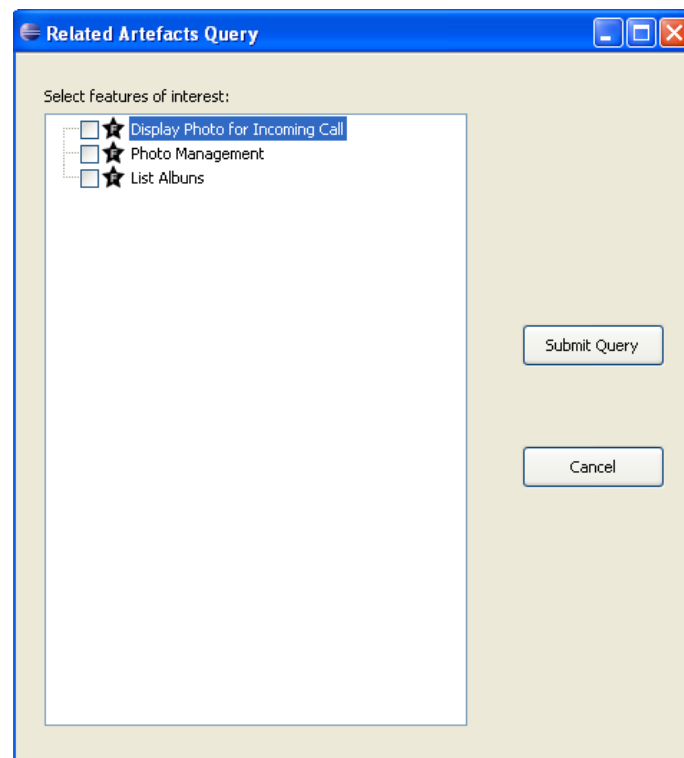 Related Artefacts Query
Select features of interest:
Display Photo for Incoming Call
Photo Management
List Albuns
Submit Query
Cancel